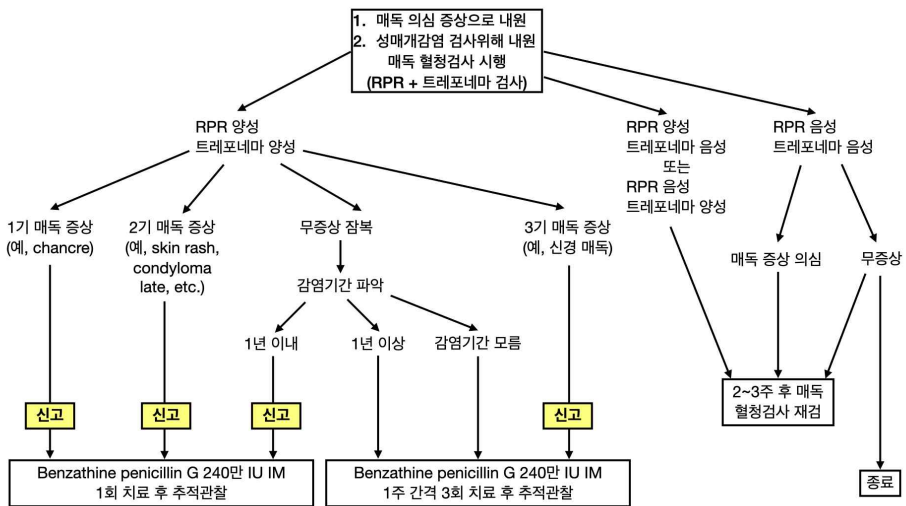 1. 매독 의심 증상으로 내원
2. 성매개감염 검사위해 내원
매독 혈청검사 시행
(RPR + 트레포네마 검사)
RPR 양성
트레포네마 양성
RPR 양성
트레포네마 음성
또는
RPR 음성
트레포네마 양성
RPR 음성
트레포네마 음성
1기 매독 증상
(예, chancre)
2기 매독 증상
(예, skin rash,
condyloma
late, etc.)
무증상 잠복
3기 매독 증상
(예, 신경 매독)
감염기간 파악
매독 증상 의심
무증상
1년 이내
1년 이상
감염기간 모름
2~3주 후 매독
혈청검사 재검
신고
신고
신고
신고
Benzathine penicillin G 240만 IU IM
1회 치료 후 추적관찰
Benzathine penicillin G 240만 IU IM
1주 간격 3회 치료 후 추적관찰
종료